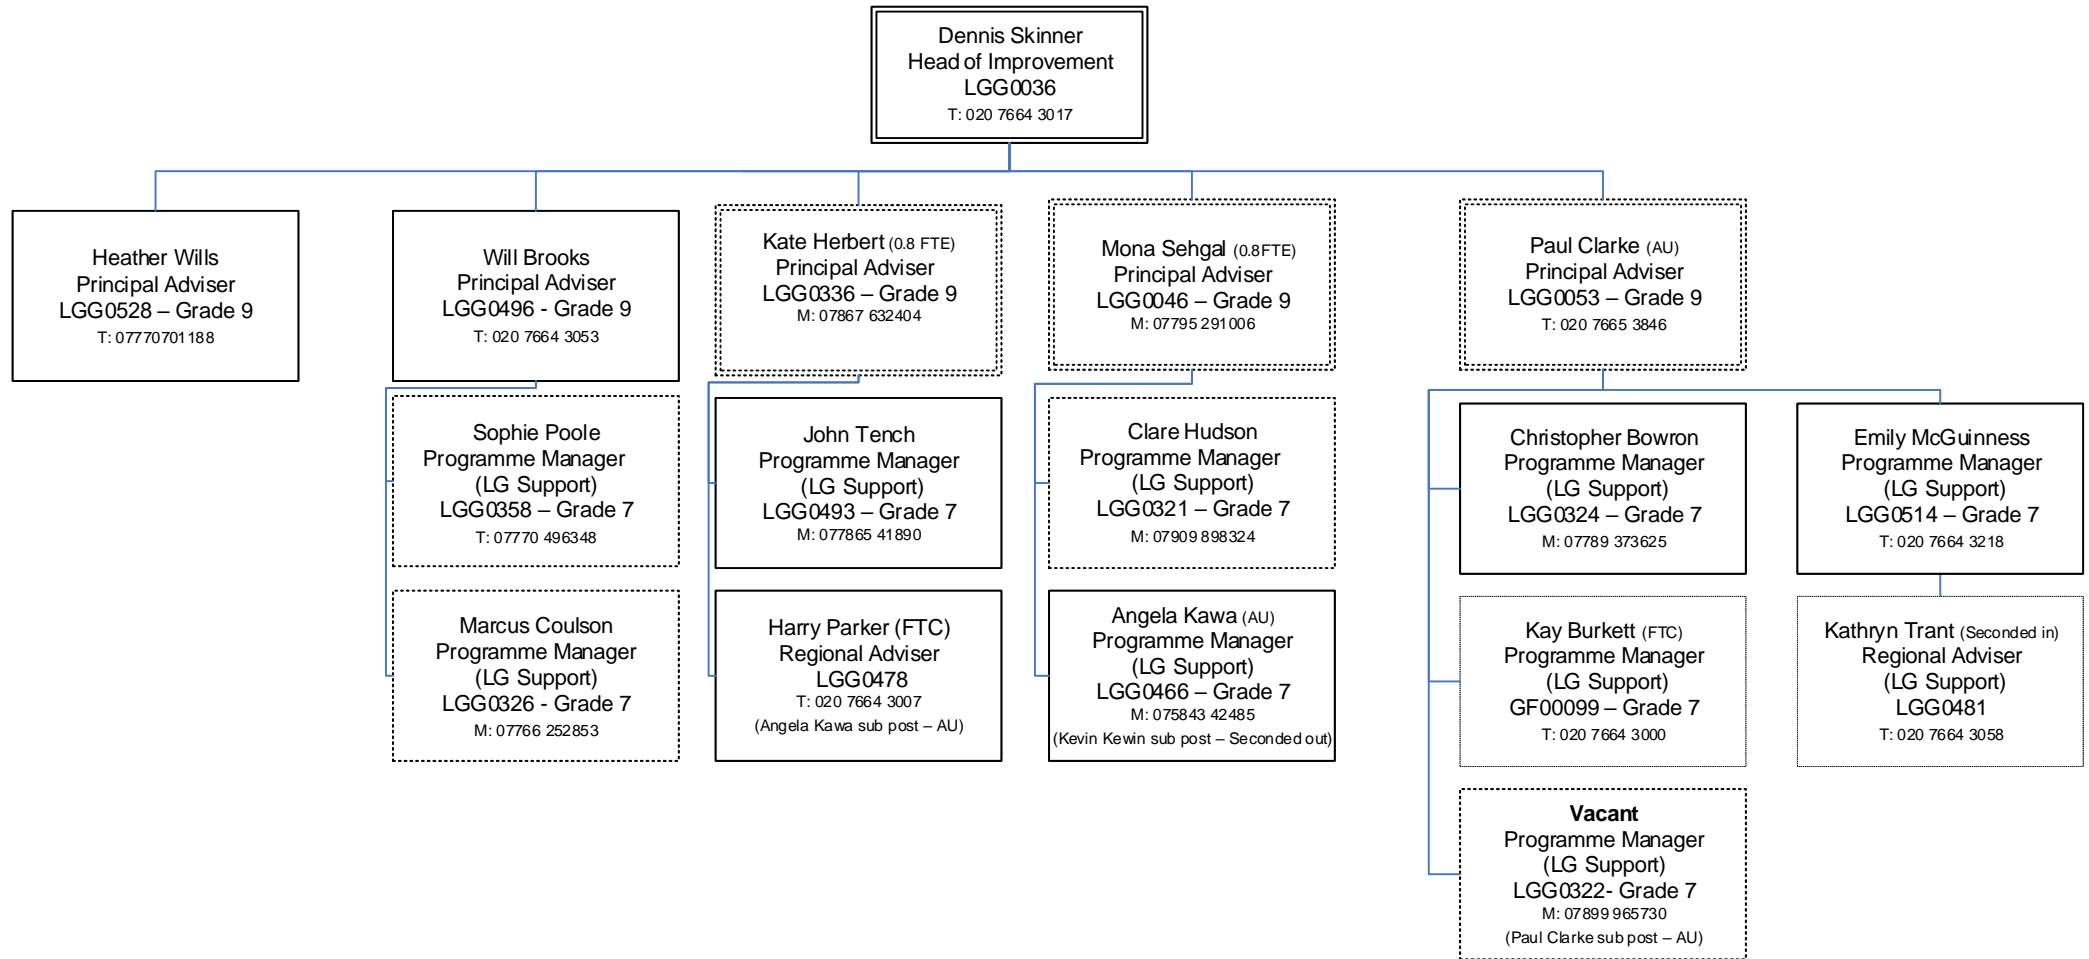 Dennis Skinner
Head of Improvement
LGG0036
T: 020 7664 3017
Heather Wills
Principal Adviser
LGG0528 – Grade 9
T: 07770701188
Will Brooks
Principal Adviser
LGG0496 - Grade 9
T: 020 7664 3053
Kate Herbert (0.8 FTE)
Principal Adviser
LGG0336 – Grade 9
M: 07867 632404
Mona Sehgal (0.8FTE)
Principal Adviser
LGG0046 – Grade 9
M: 07795 291006
Paul Clarke (AU)
Principal Adviser
LGG0053 – Grade 9
T: 020 7665 3846
Sophie Poole
Programme Manager
(LG Support)
LGG0358 – Grade 7
T: 07770 496348
John Tench
Programme Manager
(LG Support)
LGG0493 – Grade 7
M: 077865 41890
Clare Hudson
Programme Manager
(LG Support)
LGG0321 – Grade 7
M: 07909 898324
Christopher Bowron
Programme Manager
(LG Support)
LGG0324 – Grade 7
M: 07789 373625
Emily McGuinness
Programme Manager
(LG Support)
LGG0514 – Grade 7
T: 020 7664 3218
Marcus Coulson
Programme Manager
(LG Support)
LGG0326 - Grade 7
M: 07766 252853
Harry Parker (FTC)
Regional Adviser
LGG0478
T: 020 7664 3007
(Angela Kawa sub post – AU)
Angela Kawa (AU)
Programme Manager
(LG Support)
LGG0466 – Grade 7
M: 075843 42485
(Kevin Kewin sub post – Seconded out)
Kay Burkett (FTC)
Programme Manager
(LG Support)
GF00099 – Grade 7
T: 020 7664 3000
Kathryn Trant (Seconded in)
Regional Adviser
(LG Support)
LGG0481
T: 020 7664 3058
Vacant
Programme Manager
(LG Support)
LGG0322- Grade 7
M: 07899 965730
(Paul Clarke sub post – AU)